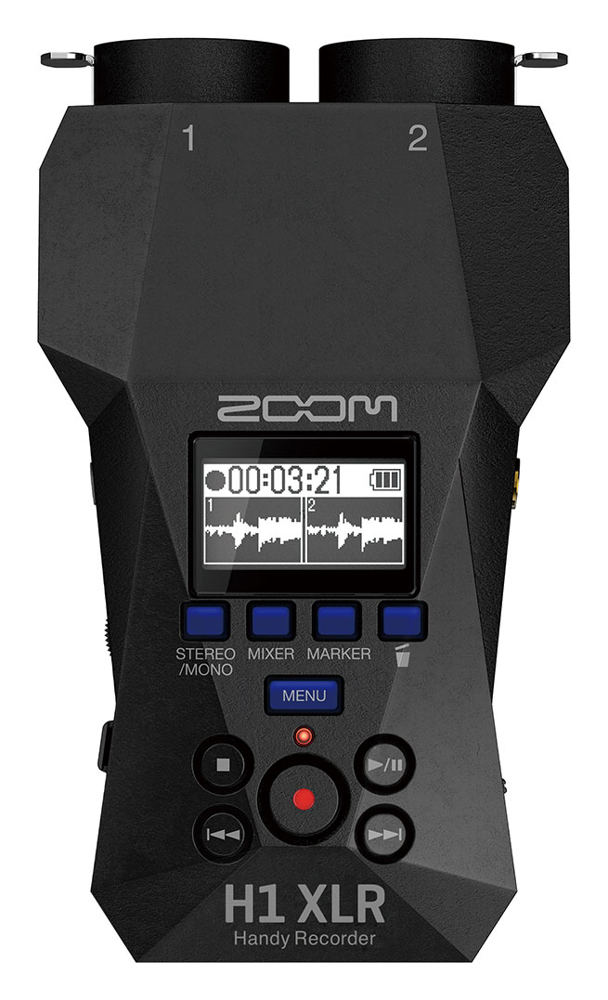 1 2
ZOOM
00:03:21
1 2
STEREO MIXER MARKER
/MONO
MENU
H1 XLR
Handy Recorder